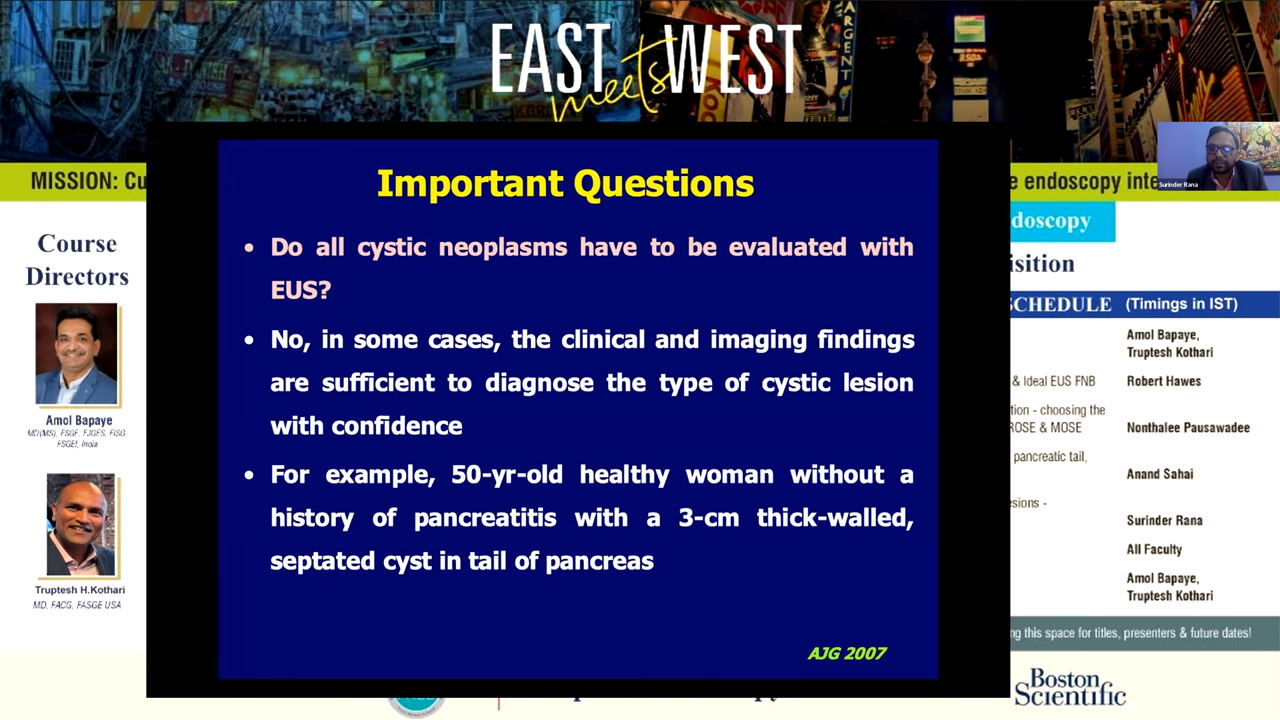 EAST meets WEST
MISSION: Cu
e endoscopy inte
Surinder Rana
Course
Directors
Amol Bapaye
MD(MS), FSGE, FJGES, FISG,
FSGEI, India
Truptesh H.Kothari
MD, FACG, FASGE USA
Important Questions
• Do all cystic neoplasms have to be evaluated with
EUS?
• No, in some cases, the clinical and imaging findings
are sufficient to diagnose the type of cystic lesion
with confidence
• For example, 50-yr-old healthy woman without a
history of pancreatitis with a 3-cm thick-walled,
septated cyst in tail of pancreas
AJG 2007
doscopy
isition
SCHEDULE (Timings in IST)
Amol Bapaye,
Truptesh Kothari
& Ideal EUS FNB Robert Hawes
tion - choosing the
ROSE & MOSE Nonthalee Pausawadee
pancreatic tail,
Anand Sahai
esions -
Surinder Rana
All Faculty
Amol Bapaye,
Truptesh Kothari
ng this space for titles, presenters & future dates!
Boston
Scientific